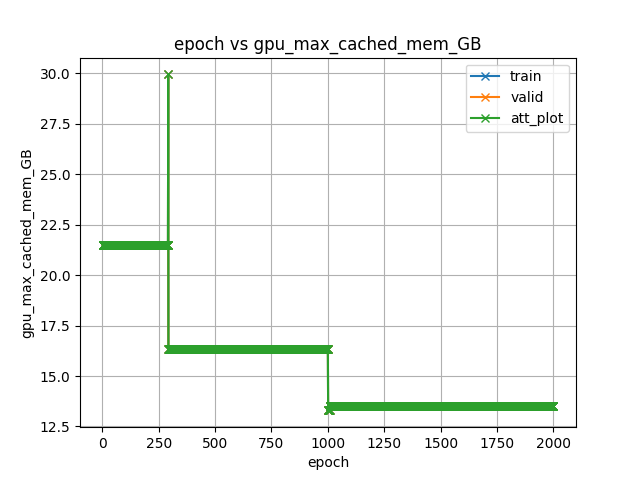 epoch vs gpu_max_cached_mem_GB
train
valid
att_plot
gpu_max_cached_mem_GB
30.0
27.5
25.0
22.5
20.0
17.5
15.0
12.5
0 250 500 750 1000 1250 1500 1750 2000
epoch